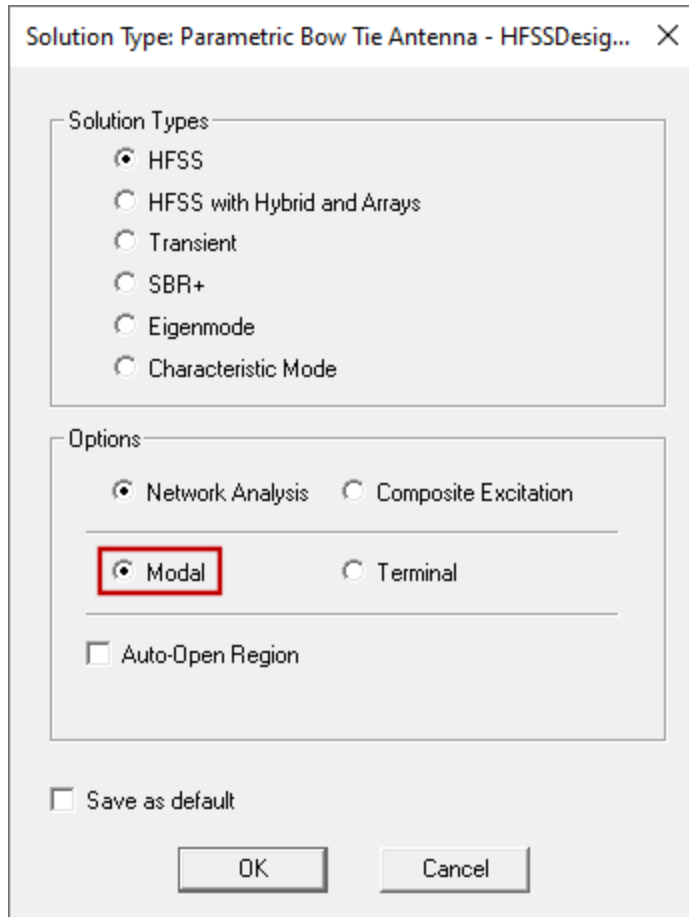 Solution Type: Parametric Bow Tie Antenna - HFSSDesig...
Solution Types
HFSS
HFSS with Hybrid and Arrays
Transient
SBR+
Eigenmode
Characteristic Mode
Options
Network Analysis Composite Excitation
Modal Terminal
Auto-Open Region
Save as default
OK Cancel